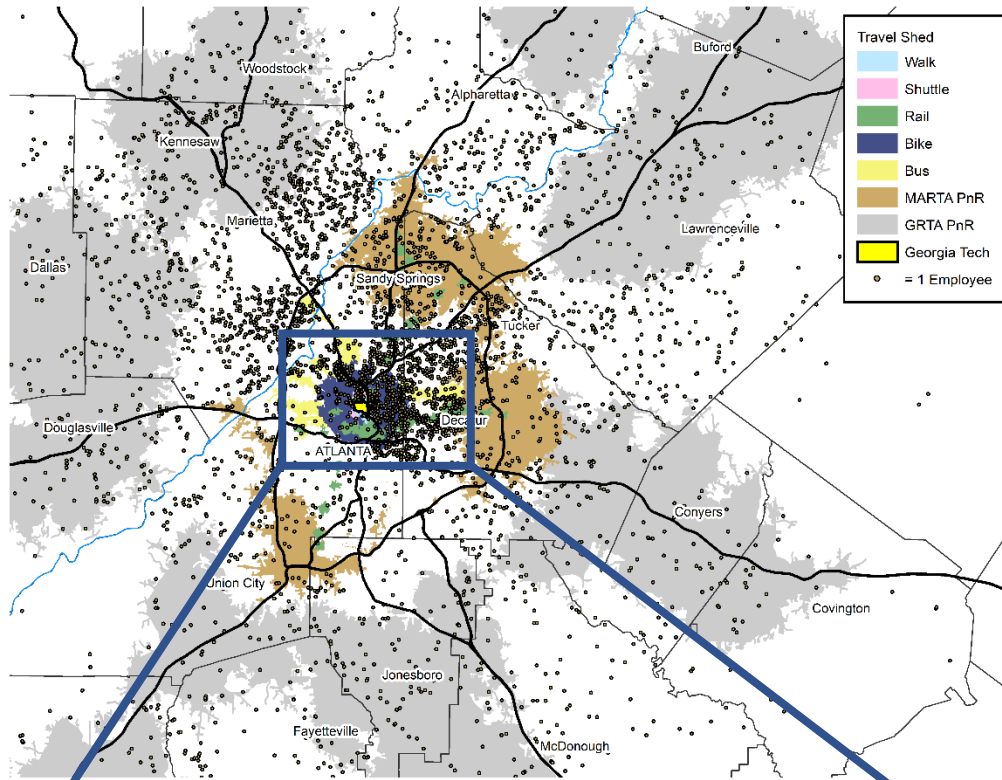 Woodstock
Buford
Alpharetta
Kennesaw
Marietta
Lawrenceville
Dallas
Sandy Springs
Tucker
Douglasville
Decatur
ATLANTA
Conyers
Union City
Covington
Jonesboro
Fayetteville
McDonough
Travel Shed
Walk
Shuttle
Rail
Bike
Bus
MARTA PnR
GRTA PnR
Georgia Tech
= 1 Employee